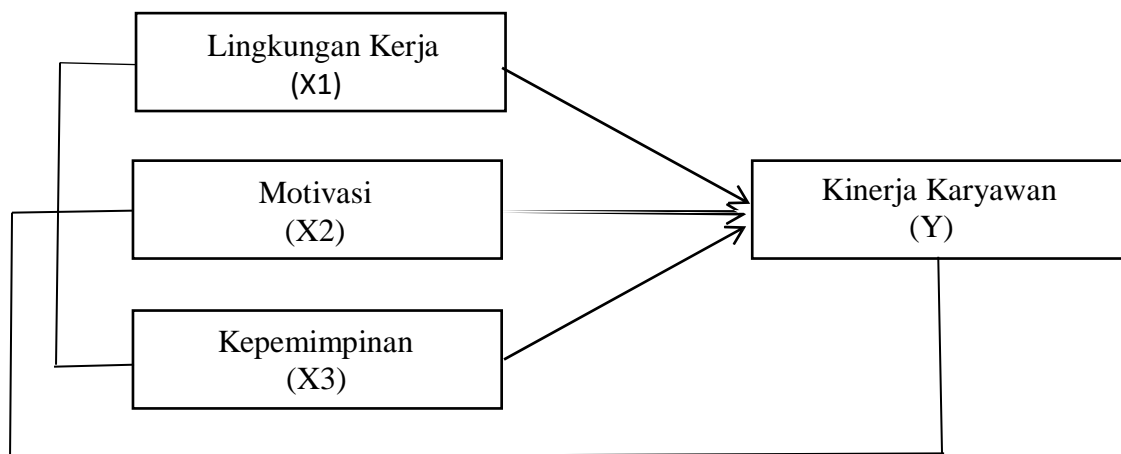 Lingkungan Kerja
(X1)
Motivasi
(X2)
Kepemimpinan
(X3)
Kinerja Karyawan
(Y)